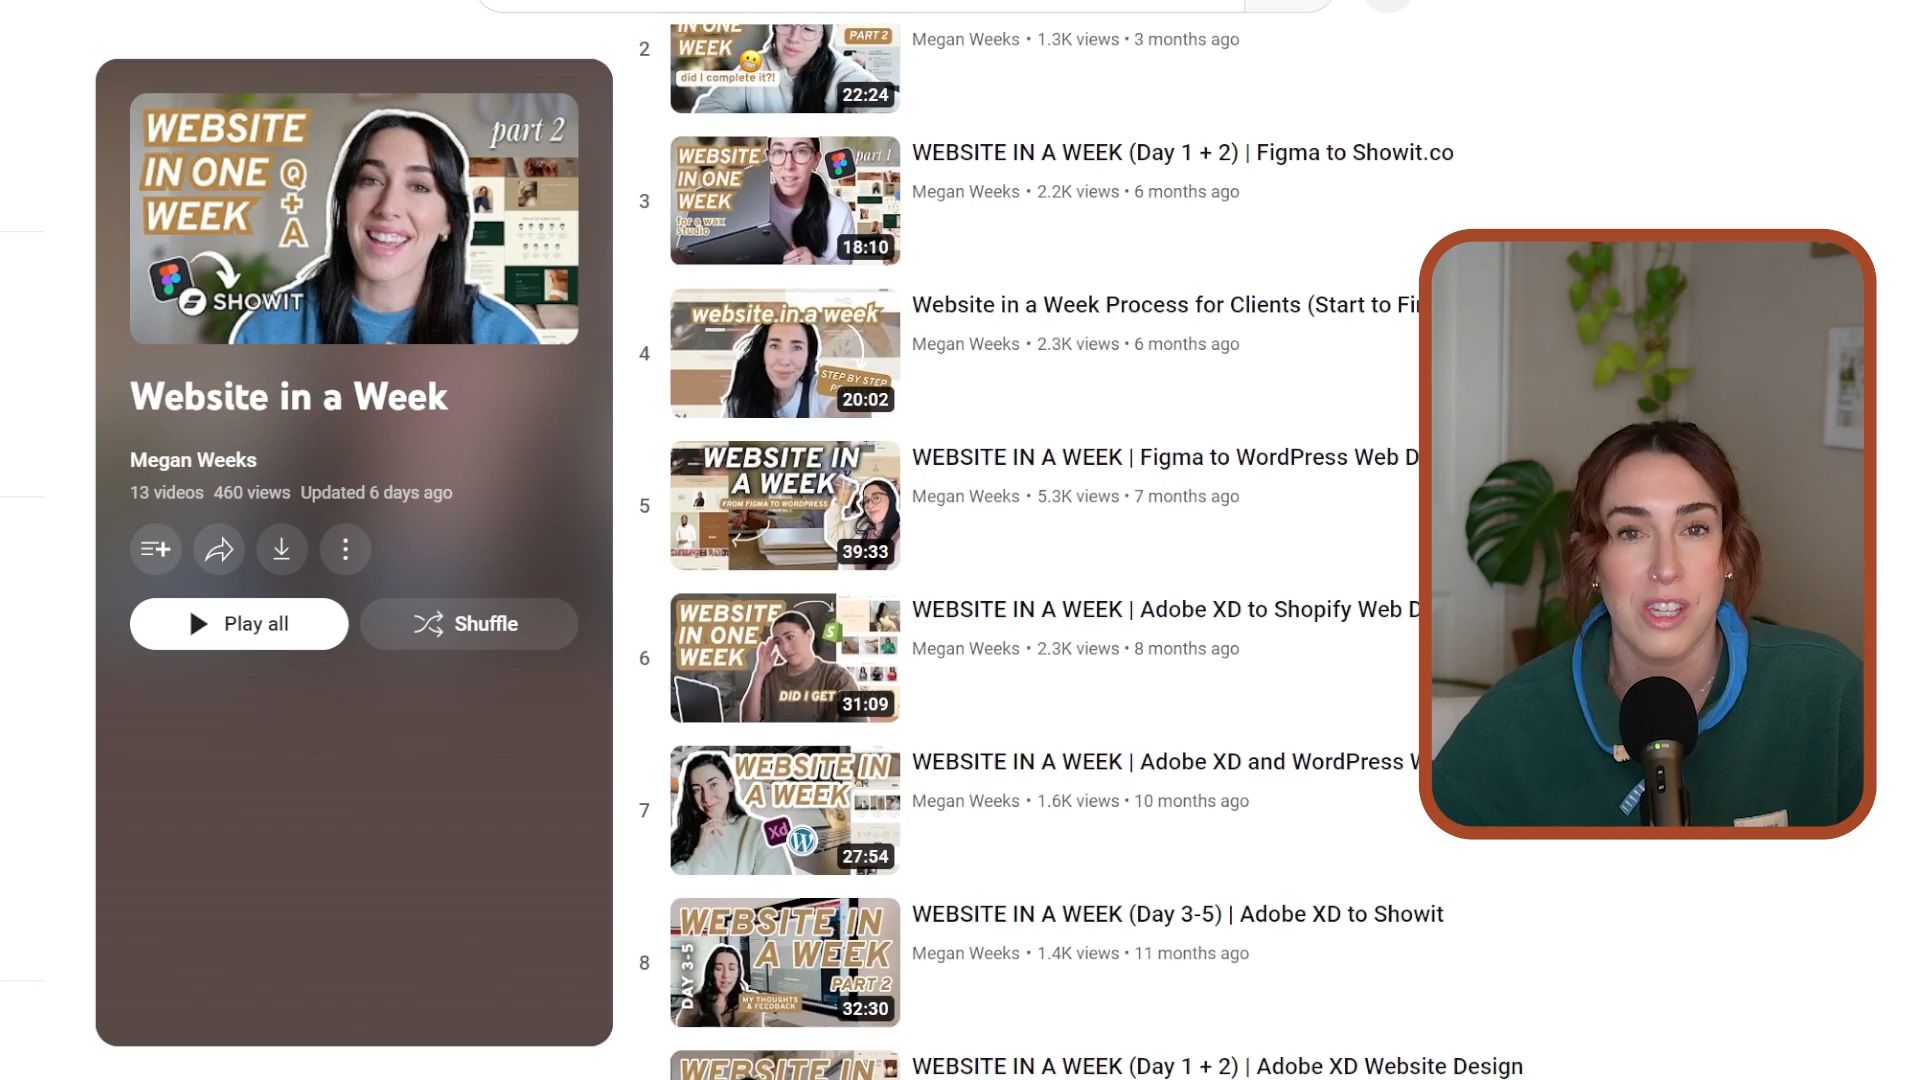 WEBSITE
IN ONE
WEEK
Q+A
part 2
SHOWIT
Website in a Week
Megan Weeks
13 videos 460 views Updated 6 days ago
Play all
Shuffle
2
IN ONE
WEEK
PART 2
did I complete it?!
22:24
Megan Weeks • 1.3K views • 3 months ago
3
WEBSITE
IN ONE
WEEK
for a wax
studio
part 1
18:10
WEBSITE IN A WEEK (Day 1 + 2) | Figma to Showit.co
Megan Weeks • 2.2K views • 6 months ago
4
website in a week
STEP BY STEP
20:02
Website in a Week Process for Clients (Start to Fi
Megan Weeks • 2.3K views • 6 months ago
5
WEBSITE IN
A WEEK
FROM FIGMA TO WORDPRESS
39:33
WEBSITE IN A WEEK | Figma to WordPress Web D
Megan Weeks • 5.3K views • 7 months ago
6
WEBSITE
IN ONE
WEEK
DID I GET
31:09
WEBSITE IN A WEEK | Adobe XD to Shopify Web D
Megan Weeks • 2.3K views • 8 months ago
7
WEBSITE IN
A WEEK
Xd
27:54
WEBSITE IN A WEEK | Adobe XD and WordPress W
Megan Weeks • 1.6K views • 10 months ago
8
WEBSITE IN
A WEEK
PART 2
DAY 3-5
MY THOUGHTS
& FEEDBACK
32:30
WEBSITE IN A WEEK (Day 3-5) | Adobe XD to Showit
Megan Weeks • 1.4K views • 11 months ago
WEBSITE IN
WEBSITE IN A WEEK (Day 1 + 2) | Adobe XD Website Design